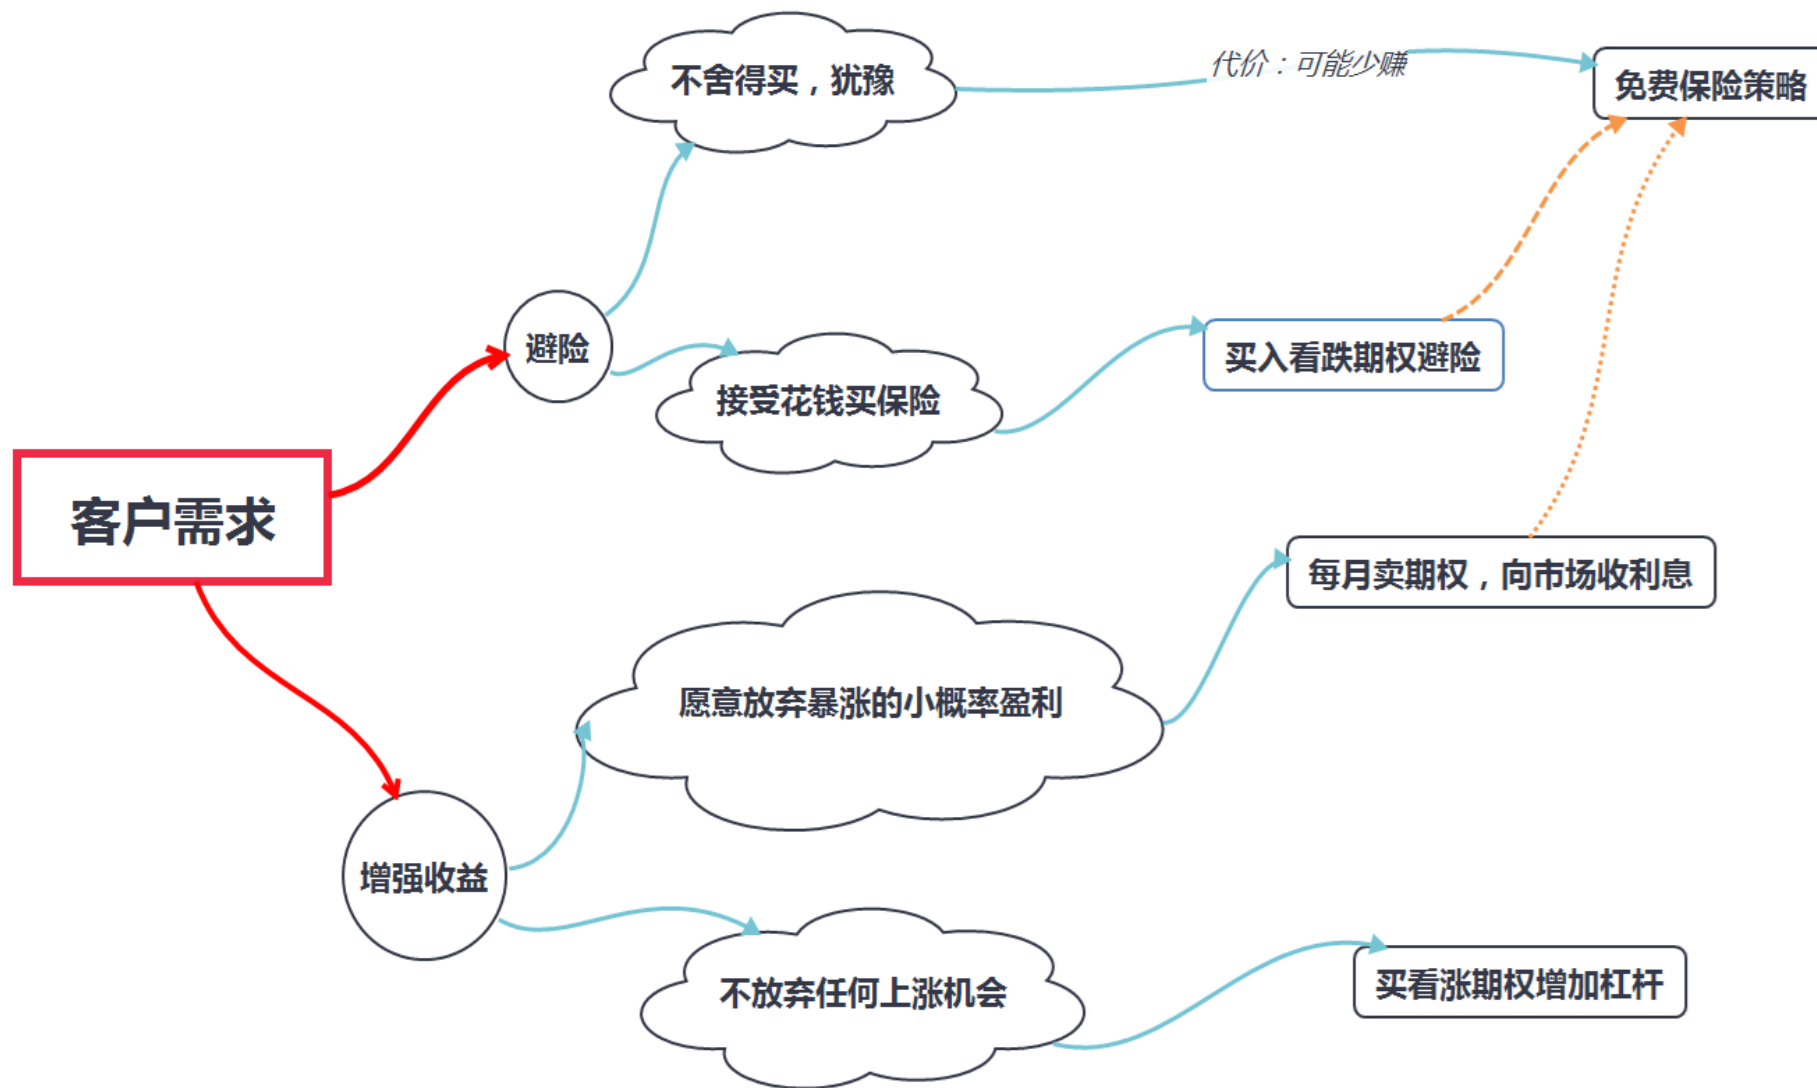 不舍得买，犹豫
代价：可能少赚
免费保险策略
避险
接受花钱买保险
买入看跌期权避险
客户需求
每月卖期权，向市场收利息
愿意放弃暴涨的小概率盈利
增强收益
不放弃任何上涨机会
买看涨期权增加杠杆